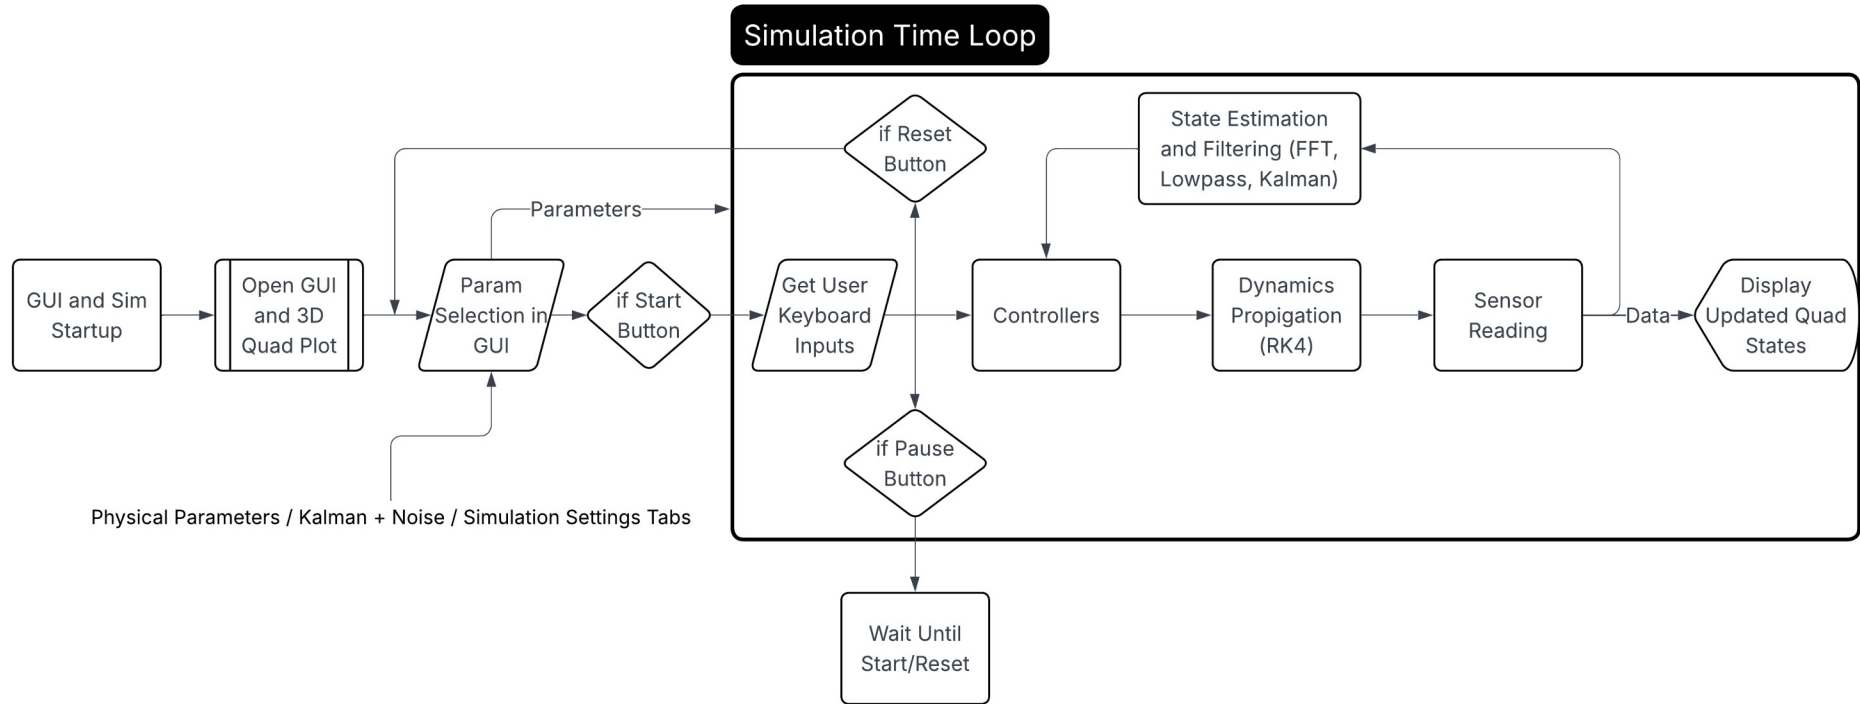 Simulation Time Loop
if Reset
Button
State Estimation
and Filtering (FFT,
Lowpass, Kalman)
Parameters
GUI and Sim
Startup
Open GUI
and 3D
Quad Plot
Param
Selection in
GUI
if Start
Button
Get User
Keyboard
Inputs
Controllers
Dynamics
Propigation
(RK4)
Sensor
Reading
Data
Display
Updated Quad
States
if Pause
Button
Physical Parameters / Kalman + Noise / Simulation Settings Tabs
Wait Until
Start/Reset